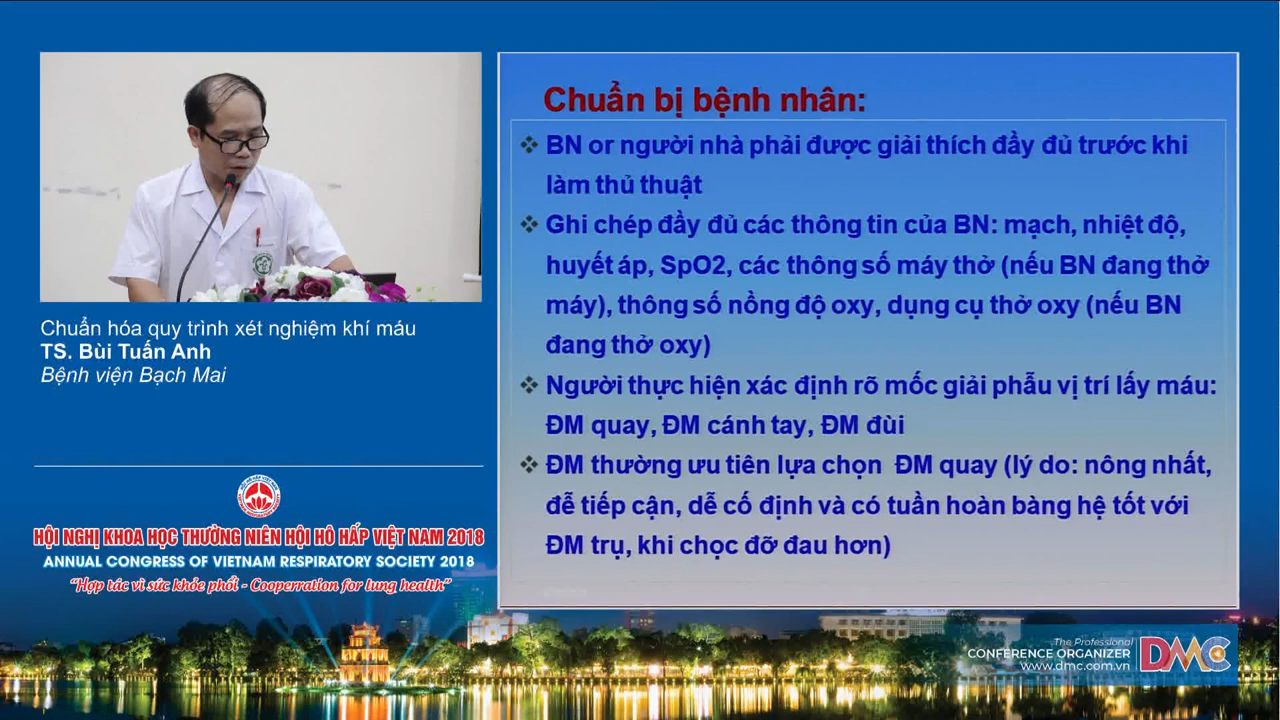 Chuẩn bị bệnh nhân:
BN or người nhà phải được giải thích đầy đủ trước khi
làm thủ thuật
Ghi chép đầy đủ các thông tin của BN: mạch, nhiệt độ,
huyết áp, SpO2, các thông số máy thở (nếu BN đang thở
máy), thông số nồng độ oxy, dụng cụ thở oxy (nếu BN
đang thở oxy)
Người thực hiện xác định rõ mốc giải phẫu vị trí lấy máu:
ĐM quay, ĐM cánh tay, ĐM đùi
ĐM thường ưu tiên lựa chọn ĐM quay (lý do: nông nhất,
đễ tiếp cận, dễ cố định và có tuần hoàn bàng hệ tốt với
ĐM trụ, khi chọc đỡ đau hơn)
Chuẩn hóa quy trình xét nghiệm khí máu
TS. Bùi Tuấn Anh
Bệnh viện Bạch Mai
HỘI NGHỊ KHOA HỌC THƯỜNG NIÊN HỘI HÔ HẤP VIỆT NAM 2018
ANNUAL CONGRESS OF VIETNAM RESPIRATORY SOCIETY 2018
“Hợp tác vì sức khỏe phổi - Cooperration for lung health”
The Professional
CONFERENCE ORGANIZER
www.dmc.com.vn
DMC